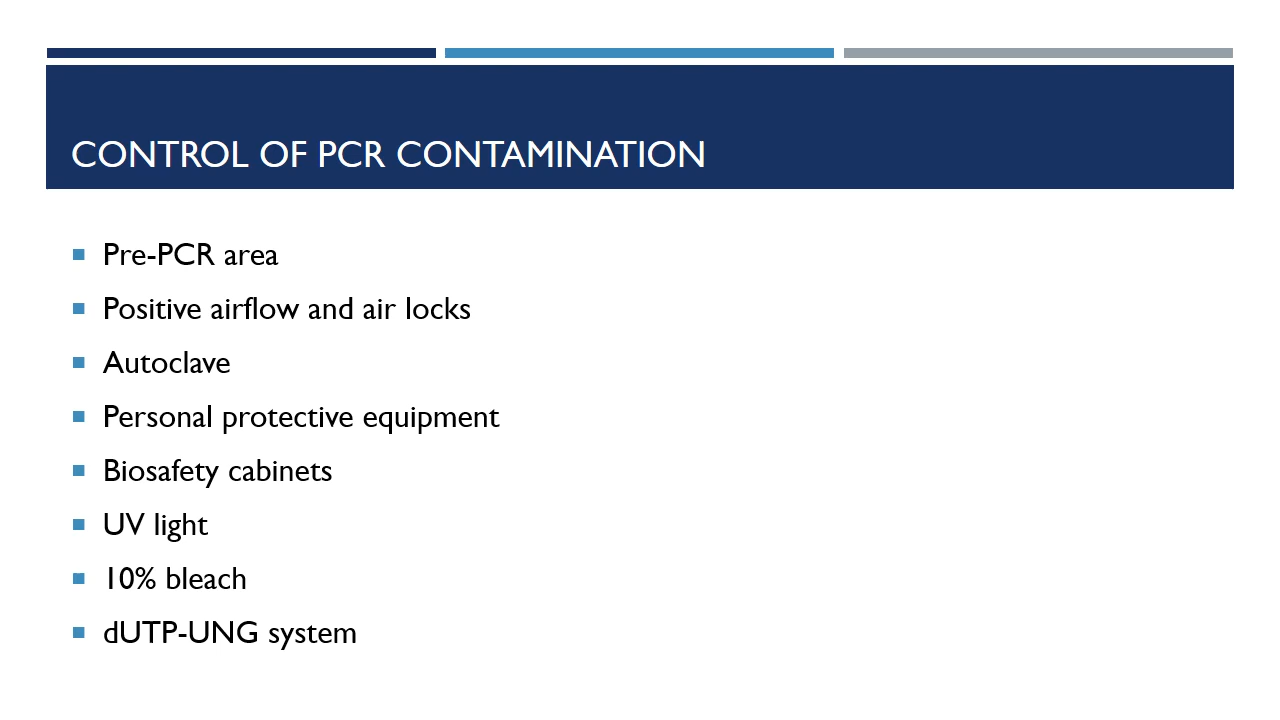 CONTROL OF PCR CONTAMINATION
Pre-PCR area
Positive airflow and air locks
Autoclave
Personal protective equipment
Biosafety cabinets
UV light
10% bleach
dUTP-UNG system